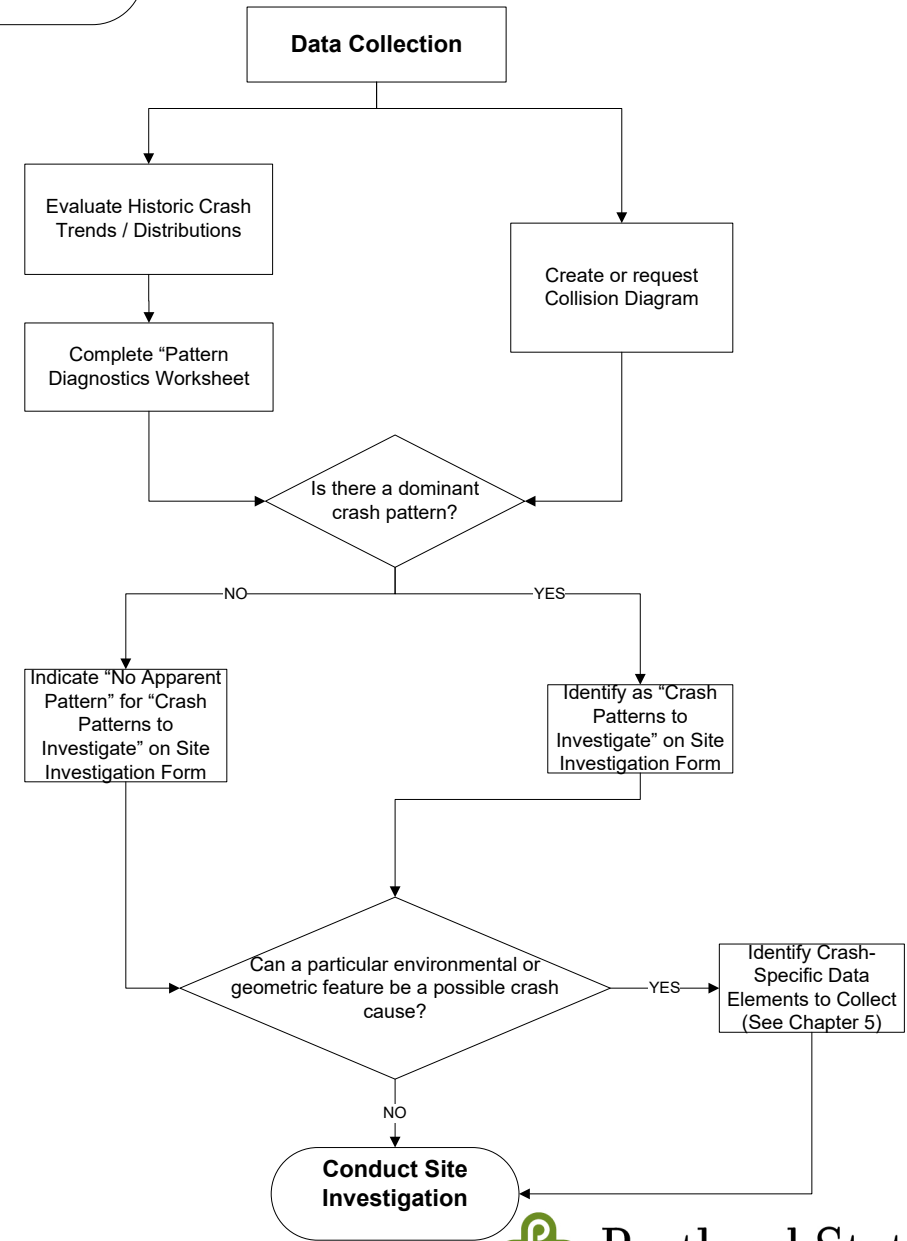 Data Collection
Evaluate Historic Crash
Trends / Distributions
Create or request
Collision Diagram
Complete “Pattern
Diagnostics Worksheet
Is there a dominant
crash pattern?
NO
YES
Indicate “No Apparent
Pattern” for “Crash
Patterns to
Investigate” on Site
Investigation Form
Identify as “Crash
Patterns to
Investigate” on Site
Investigation Form
Can a particular environmental or
geometric feature be a possible crash
cause?
YES
Identify Crash-
Specific Data
Elements to Collect
(See Chapter 5)
NO
Conduct Site
Investigation